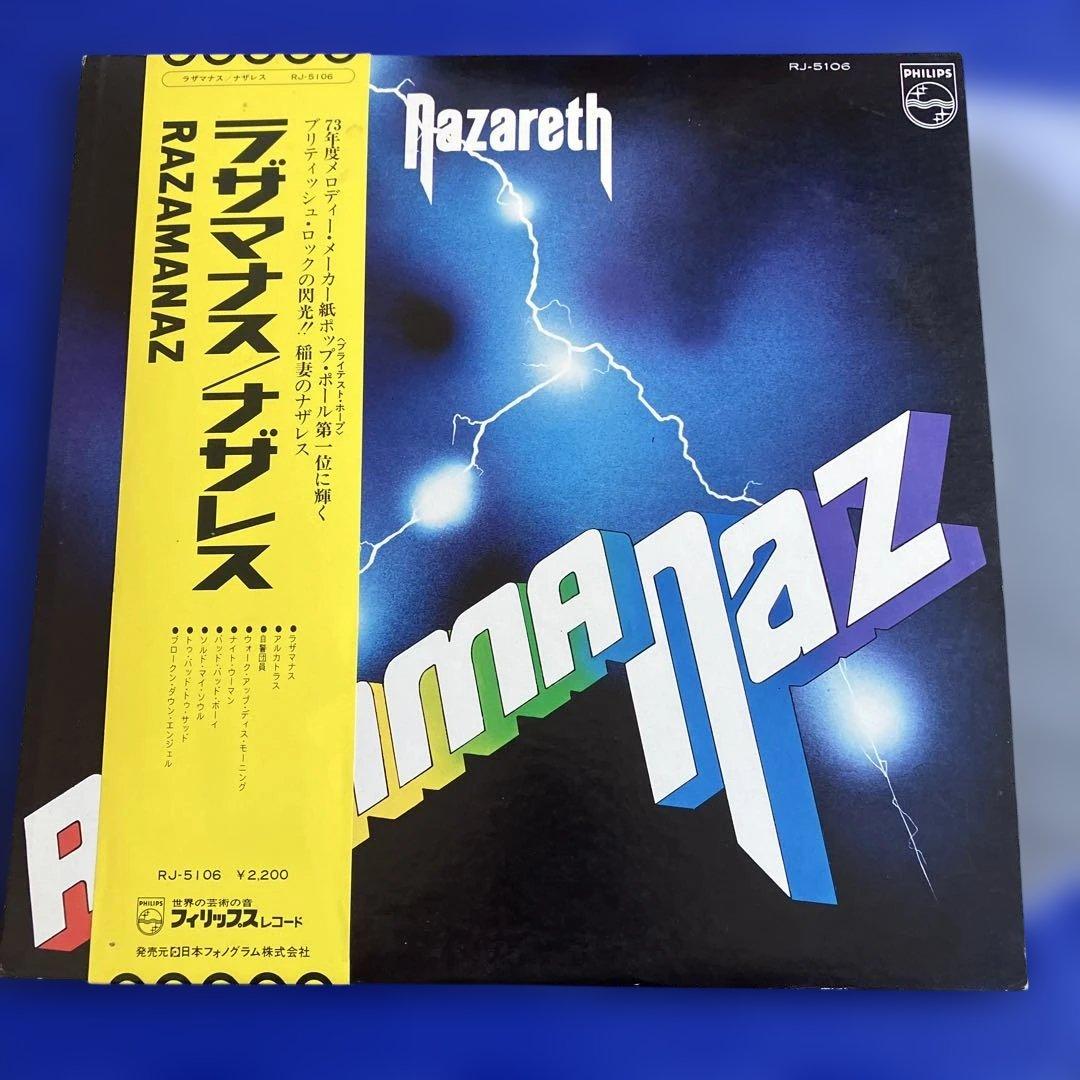 ラザマナス/ナザレス RJ-5106
ラザマナス/ナザレス
RAZAMANAZ
73年度メロディー・メーカー紙ポップ・ポール第一位に輝く
〈ブライテスト・ホープ〉
ブリティッシュ・ロックの閃光!! 稲妻のナザレス
●ラザマナス
●アルカトラス
●自警団員
●ウォーク・アップ・ディス・モーニング
●ナイト・ウーマン
●バッド・バッド・ボーイ
●ソルド・マイ・ソウル
●トゥ・バッド・トゥ・サッド
●ブロークン・ダウン・エンジェル
RJ-5106 ¥2,200
PHILIPS
世界の芸術の音
フィリップスレコード
発売元 日本フォノグラム株式会社
Nazareth
RJ-5106
PHILIPS